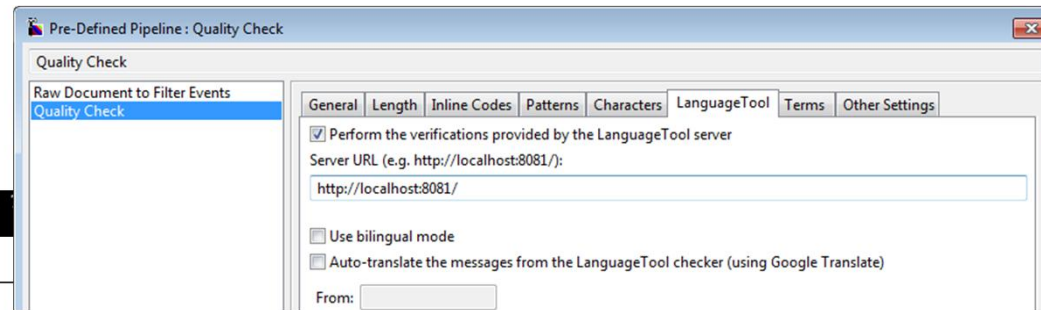 Pre-Defined Pipeline : Quality Check
Quality Check
Raw Document to Filter Events
Quality Check
General Length Inline Codes Patterns Characters LanguageTool Terms Other Settings
Perform the verifications provided by the LanguageTool server
Server URL (e.g. http://localhost:8081/):
http://localhost:8081/
Use bilingual mode
Auto-translate the messages from the LanguageTool checker (using Google Translate)
From: